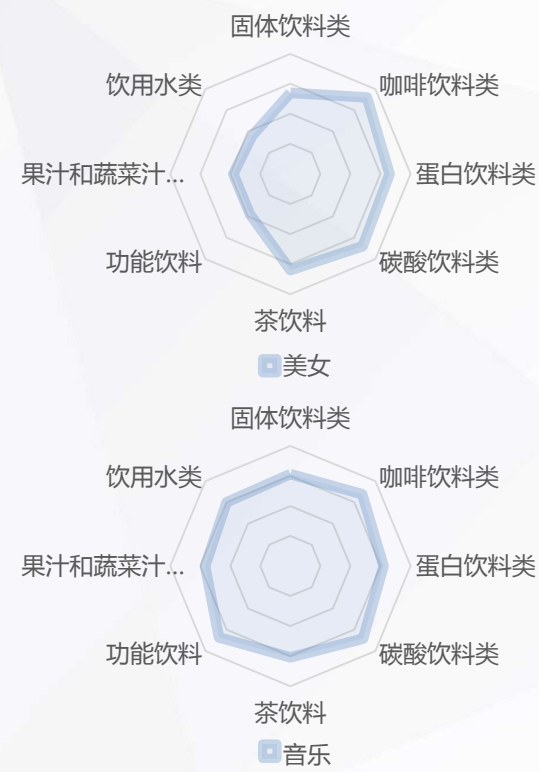 固体饮料类
饮用水类 咖啡饮料类
果汁和蔬菜汁... 蛋白饮料类
功能饮料 碳酸饮料类
茶饮料
美女
固体饮料类
饮用水类 咖啡饮料类
果汁和蔬菜汁... 蛋白饮料类
功能饮料 碳酸饮料类
茶饮料
音乐